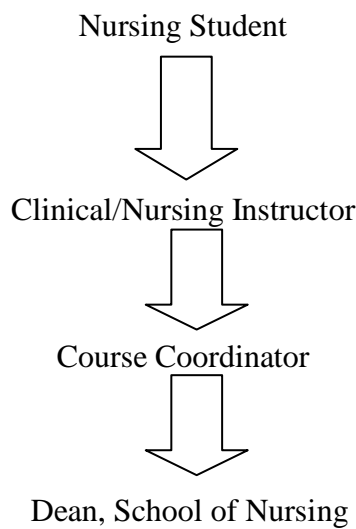 Nursing Student
Clinical/Nursing Instructor
Course Coordinator
Dean, School of Nursing